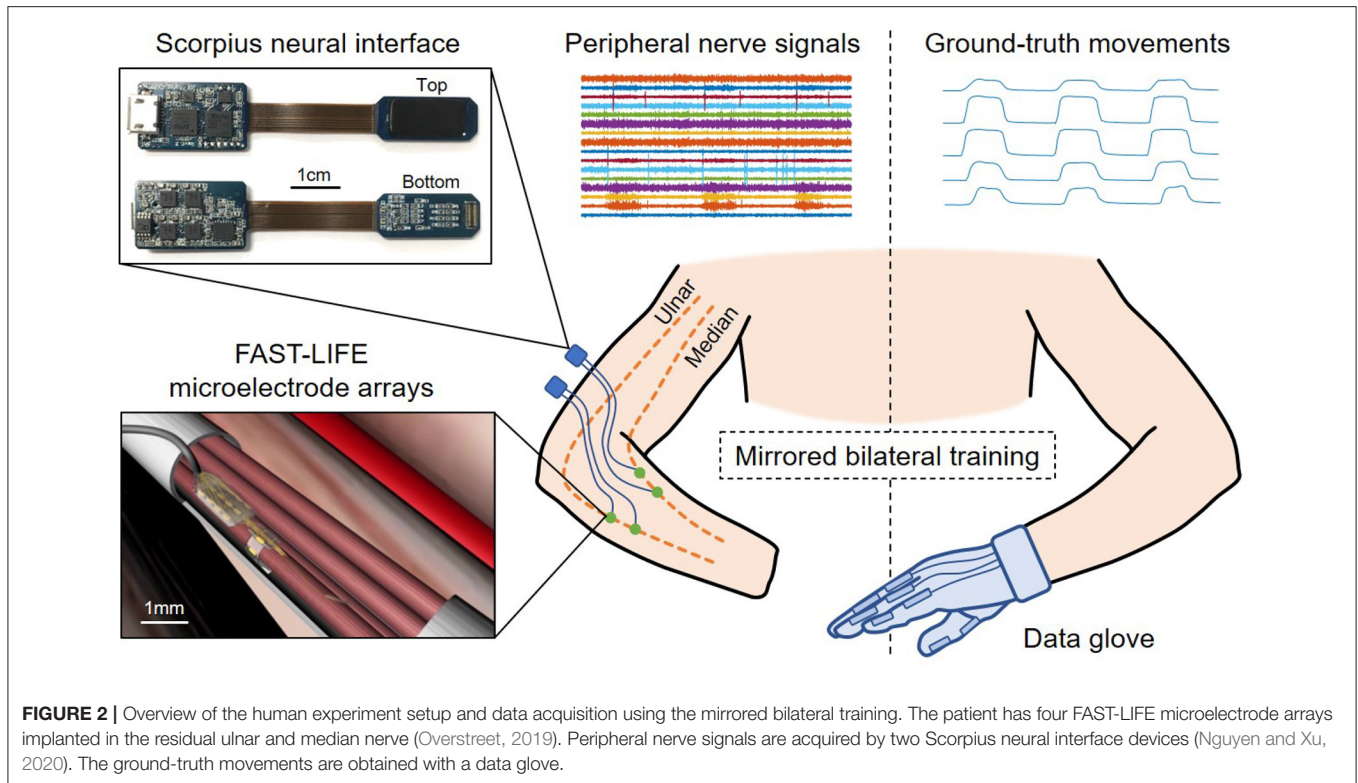 Scorpius neural interface
Top
1cm
Bottom
Peripheral nerve signals
Ground-truth movements
Ulnar
Median
FAST-LIFE
microelectrode arrays
1mm
Mirrored bilateral training
Data glove
FIGURE 2 | Overview of the human experiment setup and data acquisition using the mirrored bilateral training. The patient has four FAST-LIFE microelectrode arrays
implanted in the residual ulnar and median nerve (Overstreet, 2019). Peripheral nerve signals are acquired by two Scorpius neural interface devices (Nguyen and Xu,
2020). The ground-truth movements are obtained with a data glove.